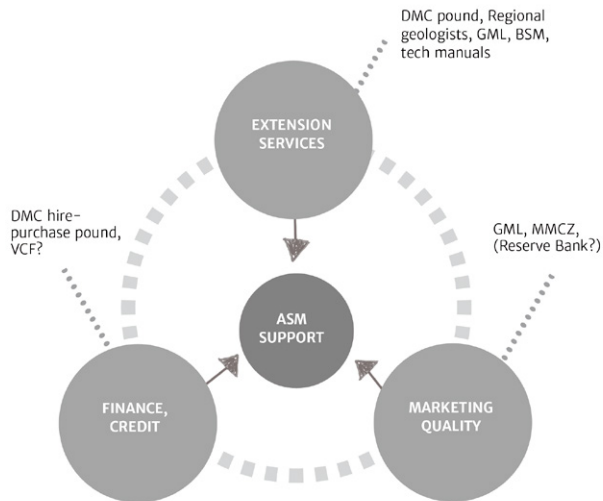 DMC pound, Regional
geologists, GML, BSM,
tech manuals
EXTENSION
SERVICES
DMC hire-
purchase pound,
VCF?
GML, MMCZ,
(Reserve Bank?)
ASM
SUPPORT
FINANCE,
CREDIT
MARKETING
QUALITY